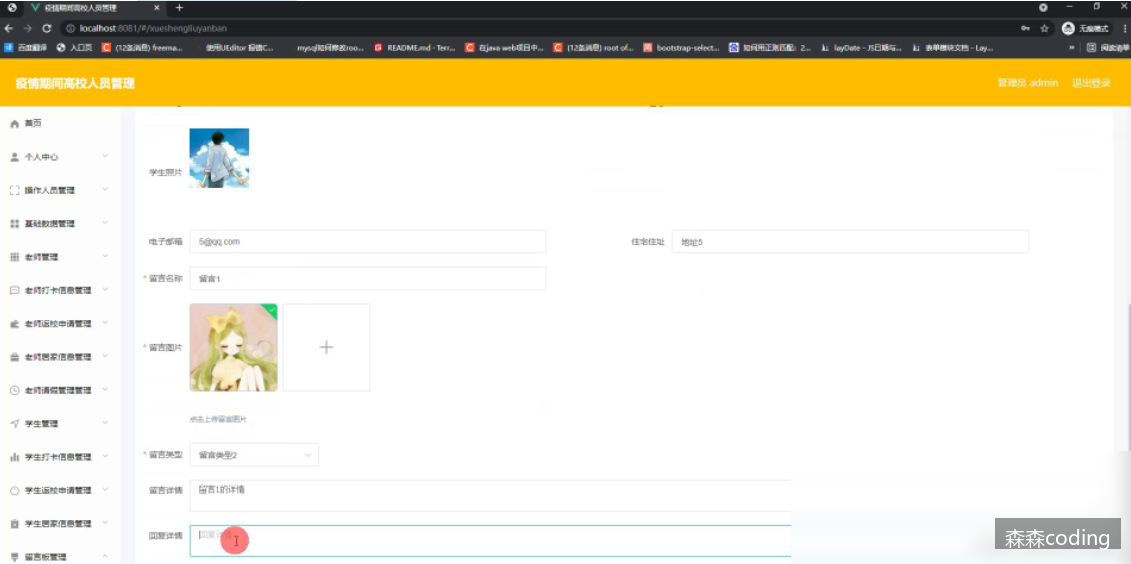 疫情期间高校人员管理
localhost:8081/#/xueshengliuyanban
无痕模式
百度翻译
入口页
(12条消息) freema...
使用UEditor 报错C...
mysql如何修改roo...
README.md · Terr...
在java web项目中...
(12条消息) root of...
bootstrap-select...
如何用正则匹配; 2...
layDate - JS日期与...
表单模块文档 - Lay...
»
阅读清单
疫情期间高校人员管理
管理员 admin
退出登录
首页
个人中心
操作人员管理
基础数据管理
老师管理
老师打卡信息管理
老师返校申请管理
老师居家信息管理
老师请假管理管理
学生管理
学生打卡信息管理
学生返校申请管理
学生居家信息管理
留言板管理
学生照片
电子邮箱
5@qq.com
住宅住址
地址5
* 留言名称
留言1
* 留言图片
点击上传留言图片
* 留言类型
留言类型2
留言详情
留言1的详情
回复详情
回复详情
森森coding